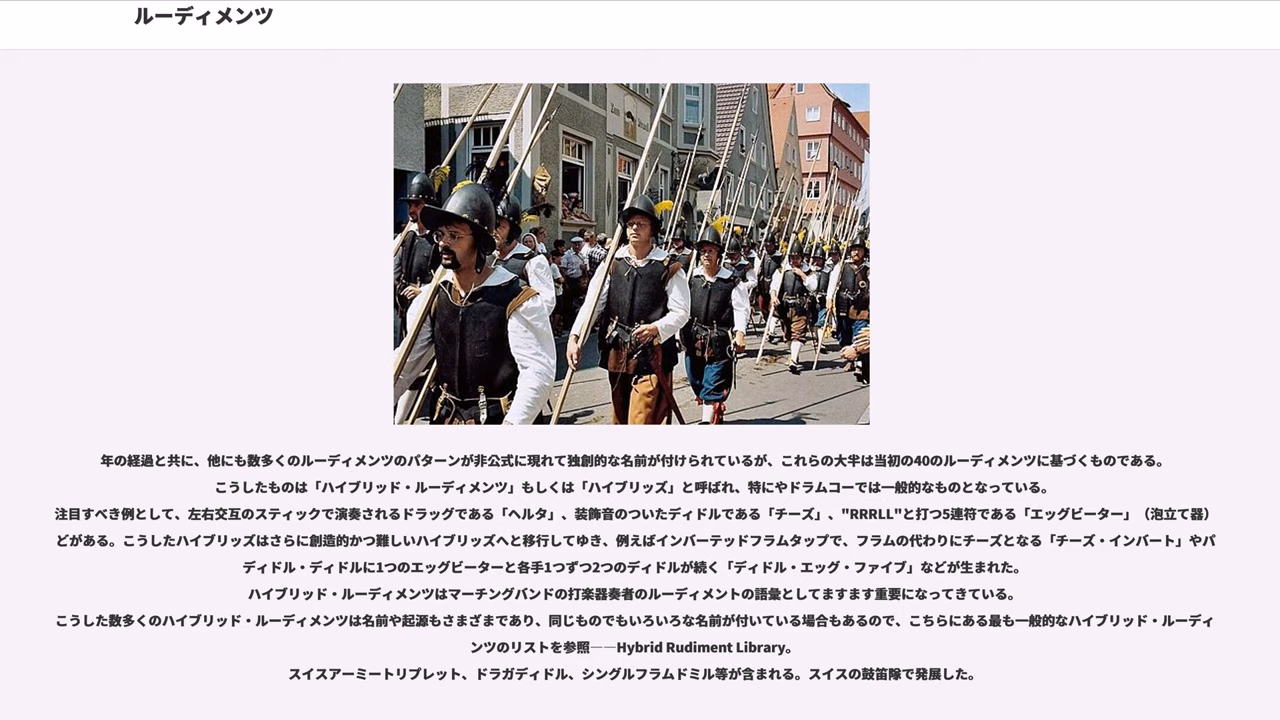 ルーディメンツ
年の経過と共に、他にも数多くのルーディメンツのパターンが非公式に現れて独創的な名前が付けられているが、これらの大半は当初の40のルーディメンツに基づくものである。
こうしたものは「ハイブリッド・ルーディメンツ」もしくは「ハイブリッズ」と呼ばれ、特にやドラムコーでは一般的なものとなっている。
注目すべき例として、左右交互のスティックで演奏されるドラッグである「ヘルタ」、装飾音のついたディドルである「チーズ」、"RRRLL"と打つ5連符である「エッグビーター」（泡立て器）
どがある。こうしたハイブリッズはさらに創造的かつ難しいハイブリッズへと移行してゆき、例えばインバーテッドフラムタップで、フラムの代わりにチーズとなる「チーズ・インバート」やパ
ディドル・ディドルに1つのエッグビーターと各手1つずつ2つのディドルが続く「ディドル・エッグ・ファイブ」などが生まれた。
ハイブリッド・ルーディメンツはマーチングバンドの打楽器奏者のルーディメントの語彙としてますます重要になってきている。
こうした数多くのハイブリッド・ルーディメンツは名前や起源もさまざまであり、同じものでもいろいろな名前が付いている場合もあるので、こちらにある最も一般的なハイブリッド・ルーディ
ンツのリストを参照――Hybrid Rudiment Library。
スイスアーミートリプレット、ドラガディドル、シングルフラムドミル等が含まれる。スイスの鼓笛隊で発展した。